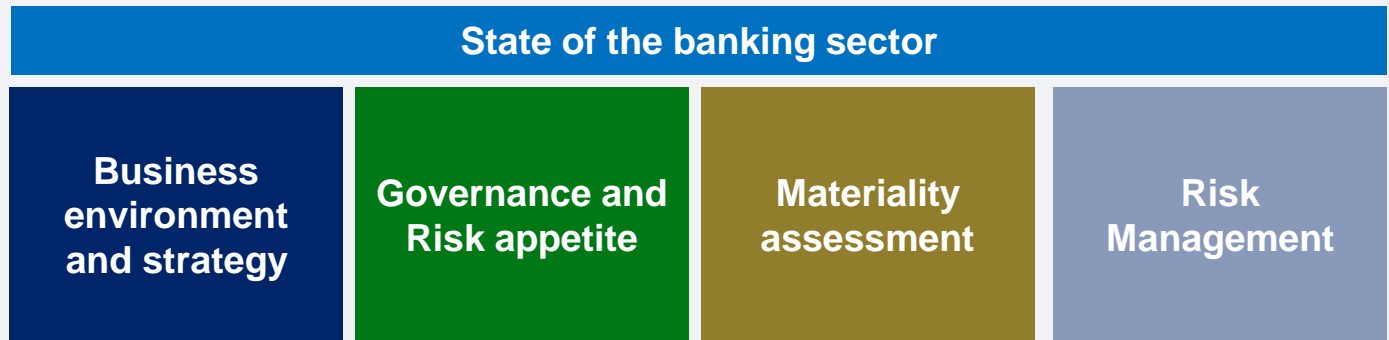 State of the banking sector
Business
environment
and strategy
Governance and
Risk appetite
Materiality
assessment
Risk
Management